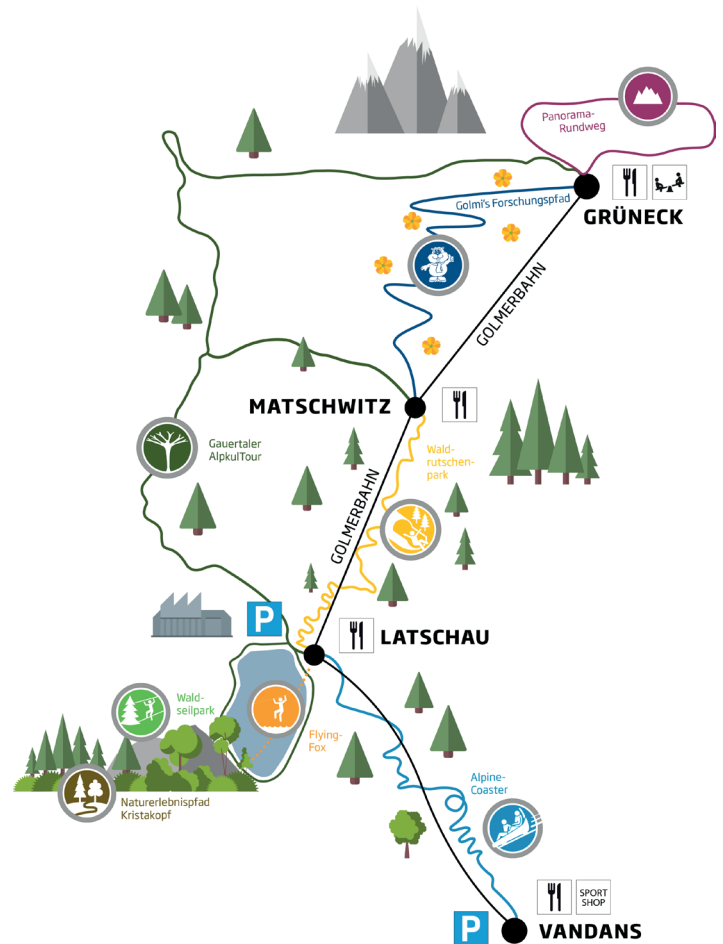 Panorama-
Rundweg
Golmi's Forschungspfad
GRÜNECK
GOLMERBAHN
MATSCHWITZ
Gauertaler
AlpkulTour
Wald-
rutschen-
park
GOLMERBAHN
P
LATSCHAU
Wald-
seilpark
Flying-
Fox
Naturerlebnispfad
Kristakopf
Alpine-
Coaster
SPORT
SHOP
P
VANDANS